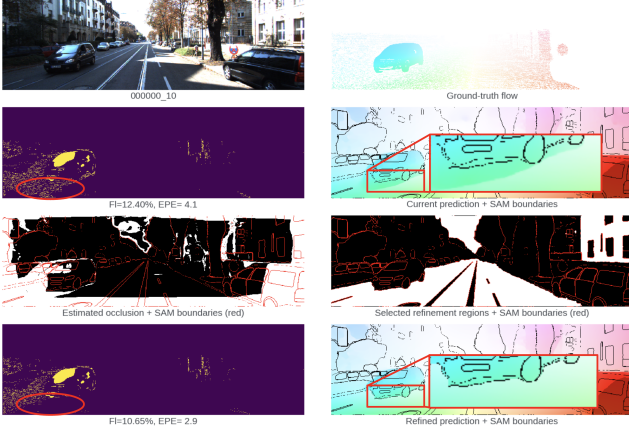 000000_10
Ground-truth flow
Fl=12.40%, EPE= 4.1
Current prediction + SAM boundaries
Estimated occlusion + SAM boundaries (red)
Selected refinement regions + SAM boundaries (red)
Fl=10.65%, EPE= 2.9
Refined prediction + SAM boundaries